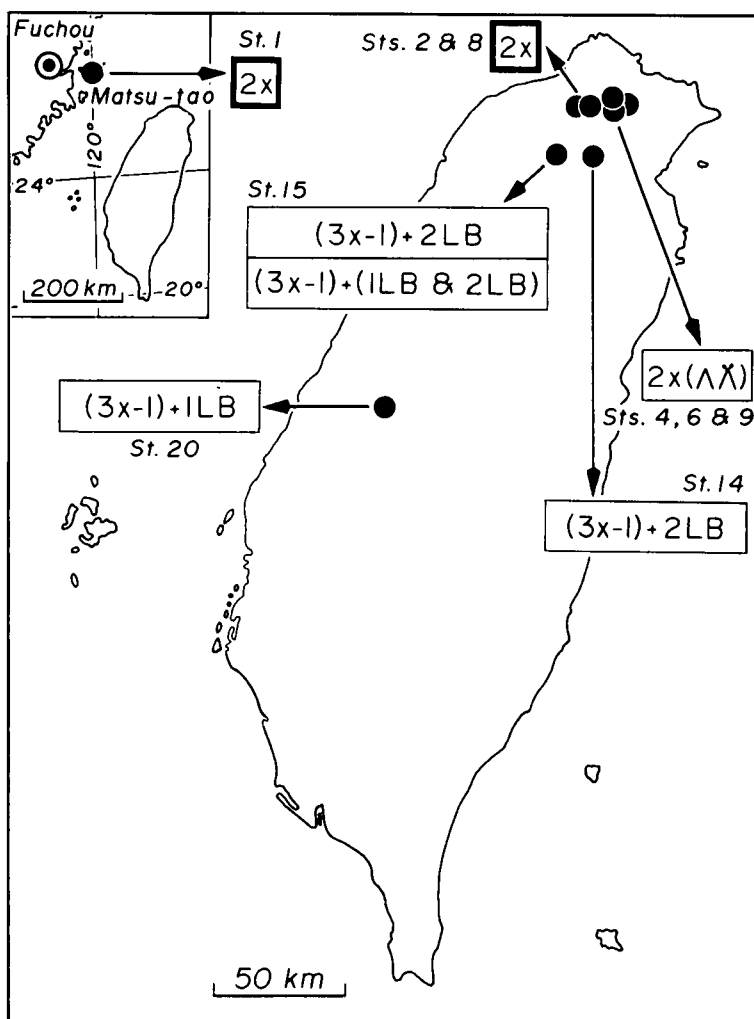 Fuchou
St. 1
2x
Matsu-tao
120°
24°
200 km
20°
Sts. 2 & 8
2x
St. 15
(3x-1)+ 2LB
(3x-1)+(1LB & 2LB)
(3x-1)+ 1LB
St. 20
Sts. 4, 6 & 9
St. 14
(3x-1)+ 2LB
50 km